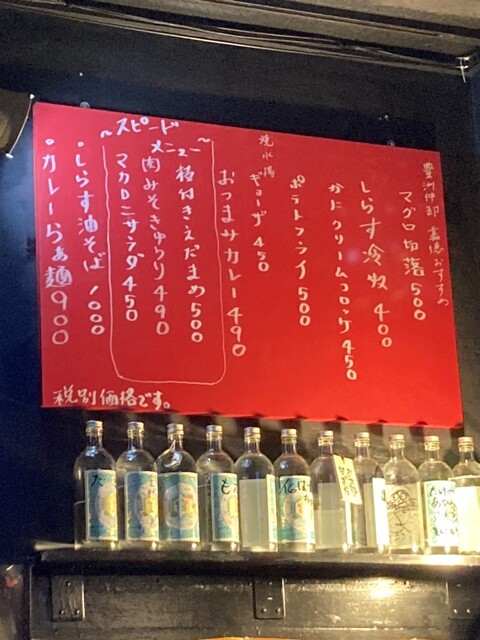 豊洲仲卸 おすすめ
マグロ切落 500
しらす冷奴 400
かにクリームコロッケ 450
ポテトフライ 500
焼 水 揚
ギョーザ 450
おつまみカレー 490
～スピード
メニュー～
枝付きえだまめ 500
肉みそきゅうり 490
マカロニサラダ 450
・しらす油そば 1000
・カレーらぁ麺 900
税別価格です。